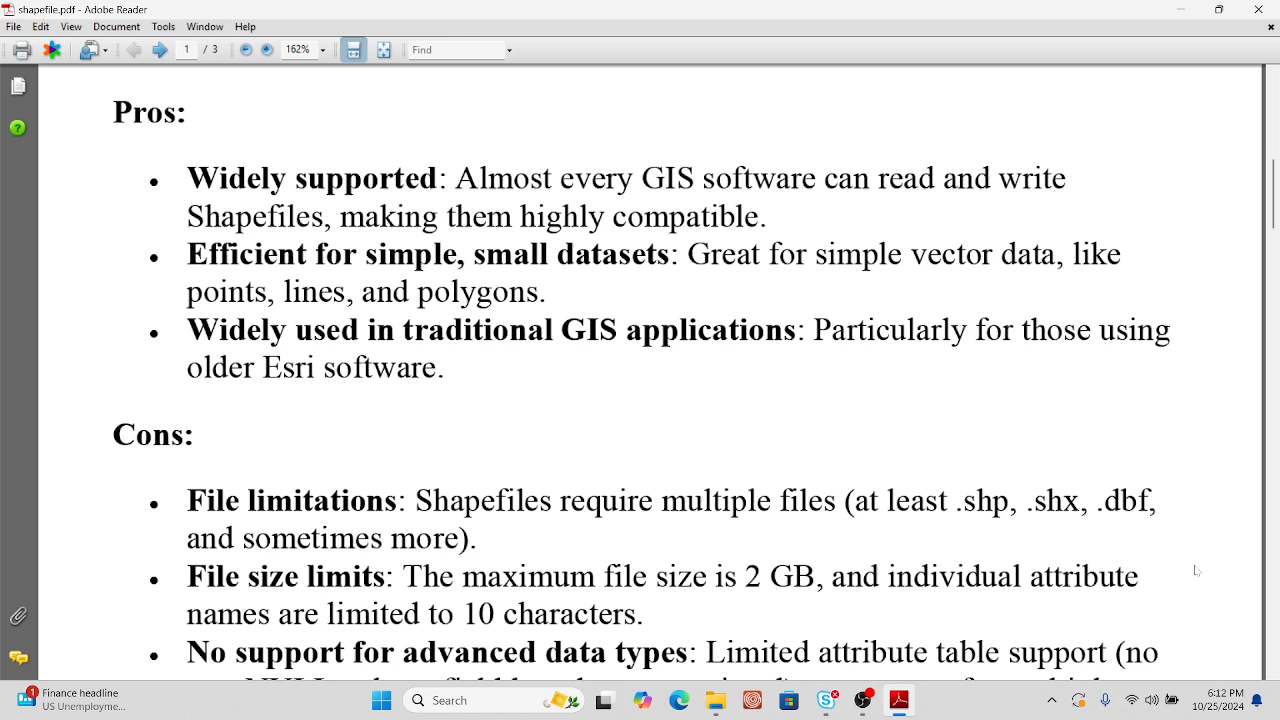 shapefile.pdf - Adobe Reader
File Edit View Document Tools Window Help
1 / 3 162% Find
Pros:
• Widely supported: Almost every GIS software can read and write
Shapefiles, making them highly compatible.
• Efficient for simple, small datasets: Great for simple vector data, like
points, lines, and polygons.
• Widely used in traditional GIS applications: Particularly for those using
older Esri software.
Cons:
• File limitations: Shapefiles require multiple files (at least .shp, .shx, .dbf,
and sometimes more).
• File size limits: The maximum file size is 2 GB, and individual attribute
names are limited to 10 characters.
• No support for advanced data types: Limited attribute table support (no
1 Finance headline
US Unemployme...
Search
6:12 PM
10/25/2024